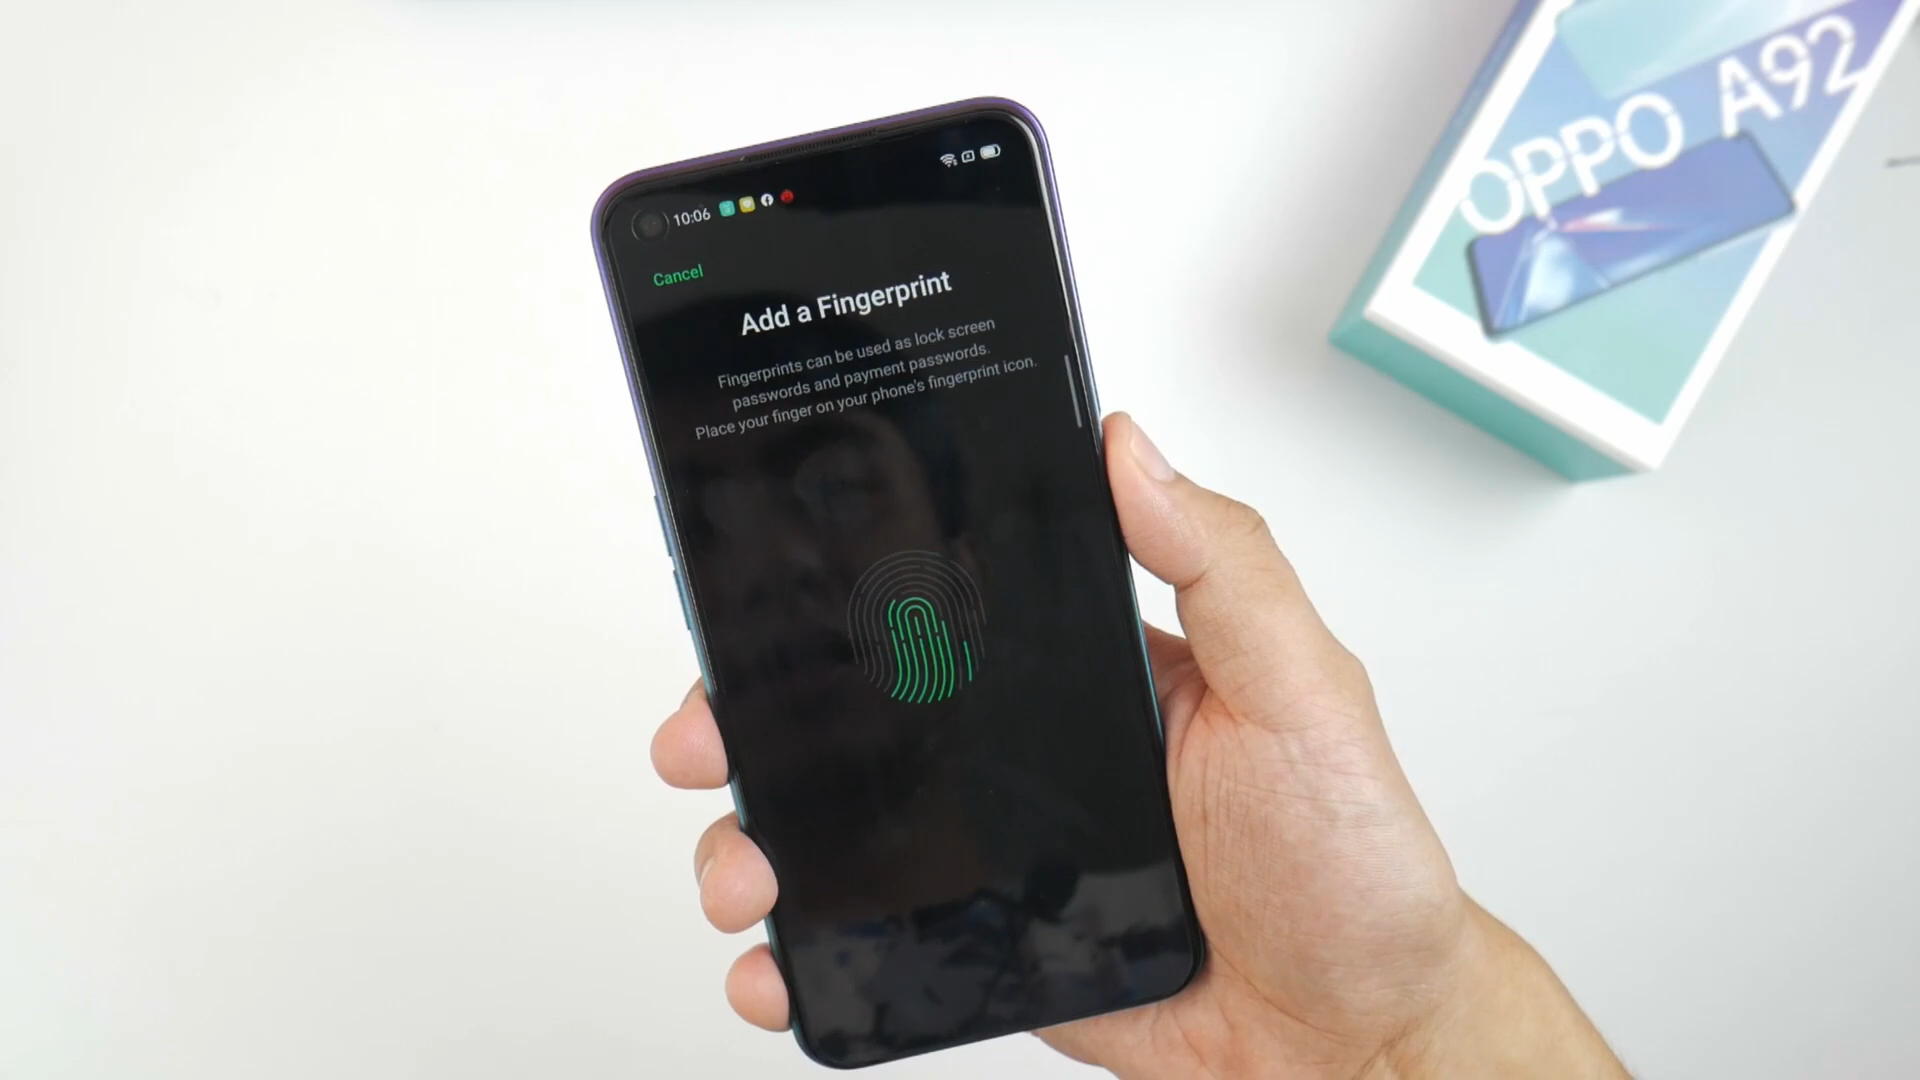 10:06
Cancel
Add a Fingerprint
Fingerprints can be used as lock screen
passwords and payment passwords.
Place your finger on your phone's fingerprint icon.
OPPO A92